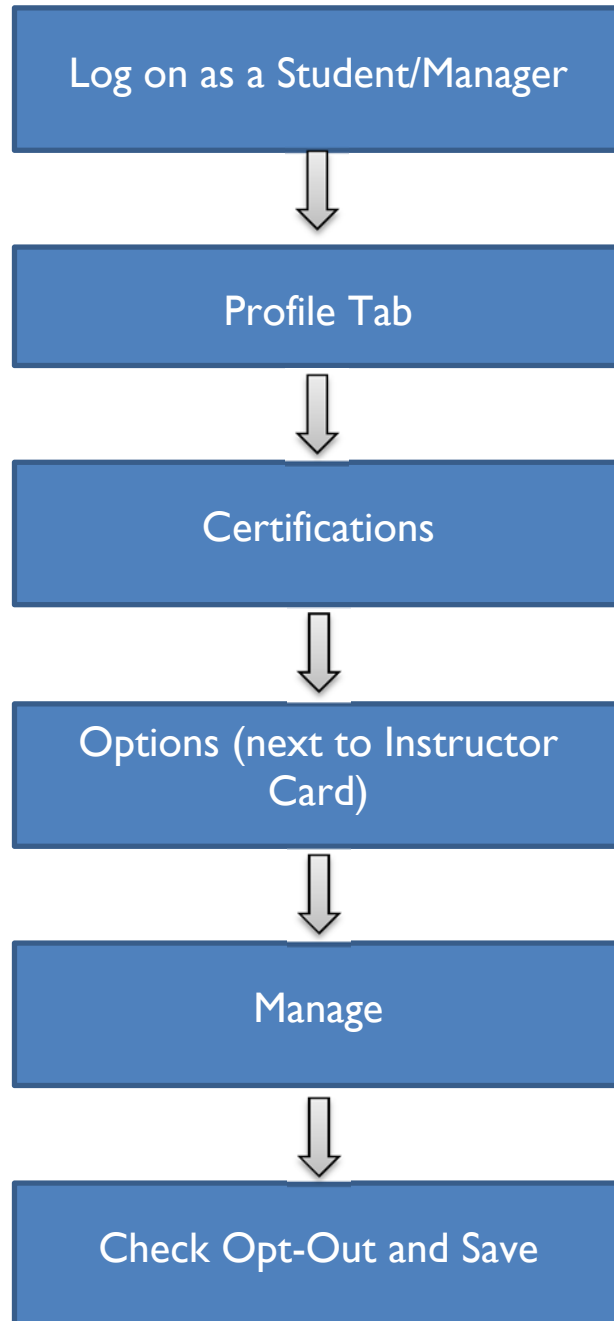 Log on as a Student/Manager
Profile Tab
Certifications
Options (next to Instructor
Card)
Manage
Check Opt-Out and Save